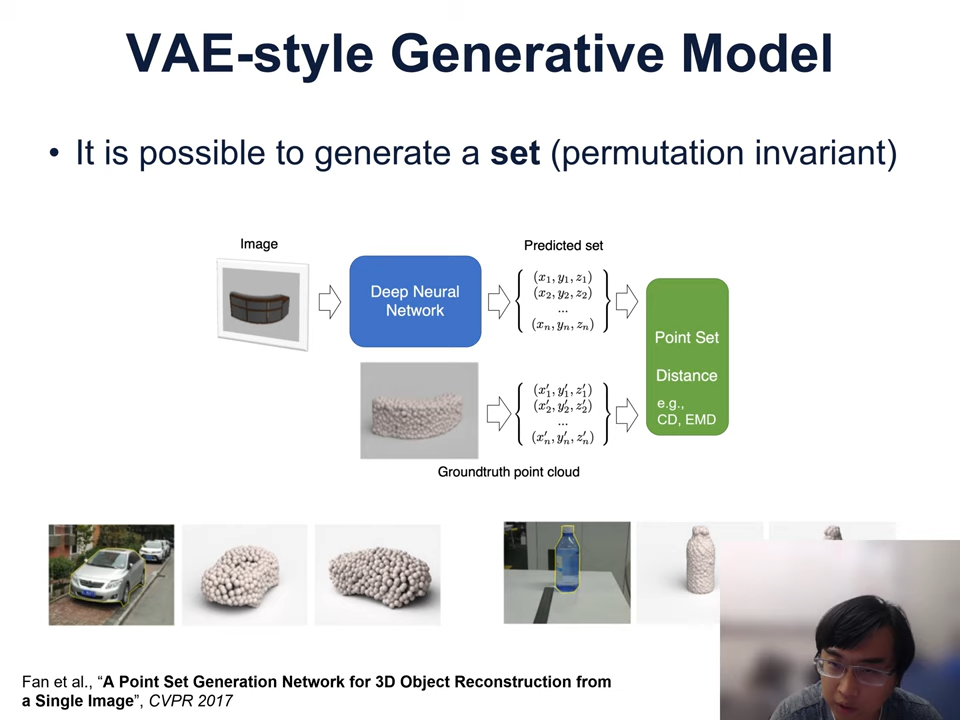 VAE-style Generative Model
• It is possible to generate a set (permutation invariant)
Image
Predicted set
Deep Neural
Network
(x₁, y₁, z₁)
(x₂, y₂, z₂)
...
(xₙ, yₙ, zₙ)
Point Set
Distance
e.g.,
CD, EMD
(x′₁, y′₁, z′₁)
(x′₂, y′₂, z′₂)
...
(x′ₙ, y′ₙ, z′ₙ)
Groundtruth point cloud
Fan et al., “A Point Set Generation Network for 3D Object Reconstruction from
a Single Image”, CVPR 2017